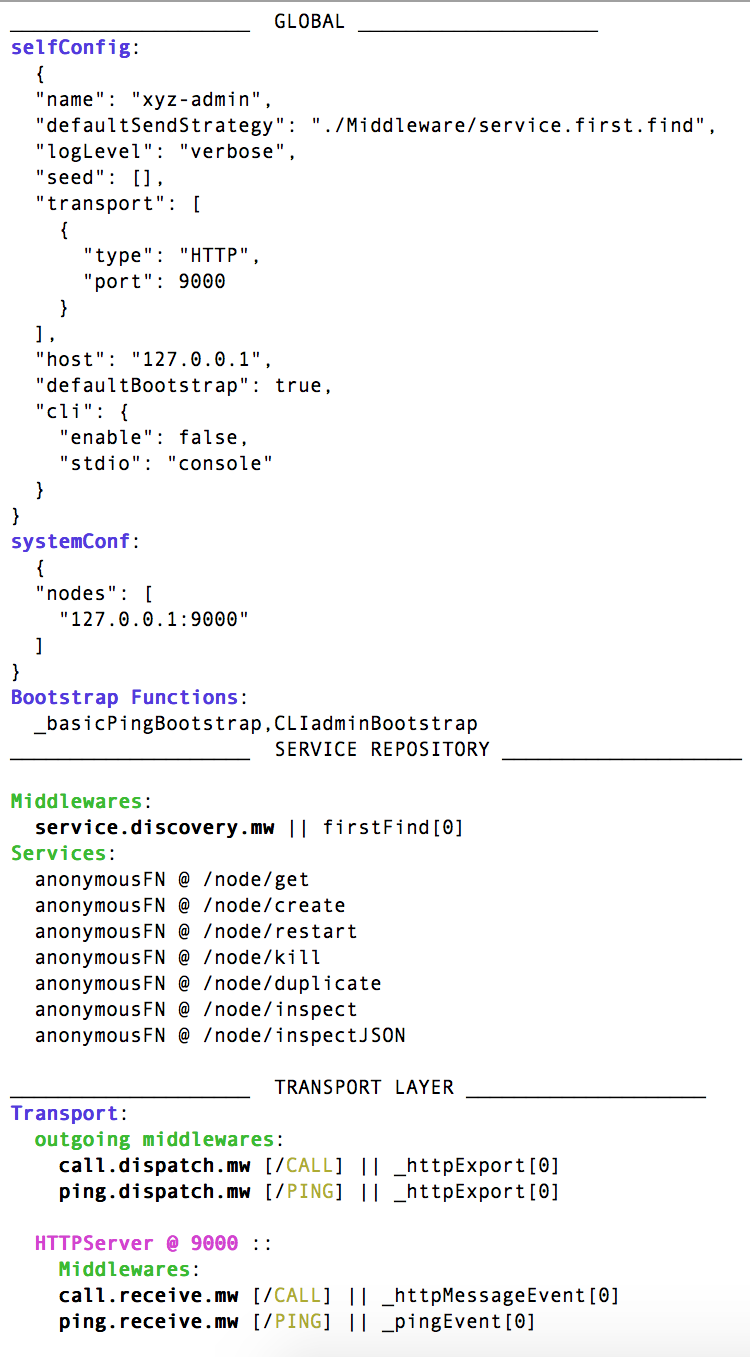 ____________________ GLOBAL ____________________
selfConfig:
  {
  "name": "xyz-admin",
  "defaultSendStrategy": "./Middleware/service.first.find",
  "logLevel": "verbose",
  "seed": [],
  "transport": [
    {
      "type": "HTTP",
      "port": 9000
    }
  ],
  "host": "127.0.0.1",
  "defaultBootstrap": true,
  "cli": {
    "enable": false,
    "stdio": "console"
  }
}
systemConf:
  {
  "nodes": [
    "127.0.0.1:9000"
  ]
}
Bootstrap Functions:
  _basicPingBootstrap,CLIadminBootstrap
____________________ SERVICE REPOSITORY ____________________
Middlewares:
  service.discovery.mw || firstFind[0]
Services:
  anonymousFN @ /node/get
  anonymousFN @ /node/create
  anonymousFN @ /node/restart
  anonymousFN @ /node/kill
  anonymousFN @ /node/duplicate
  anonymousFN @ /node/inspect
  anonymousFN @ /node/inspectJSON
____________________ TRANSPORT LAYER ____________________
Transport:
  outgoing middlewares:
    call.dispatch.mw [/CALL] || _httpExport[0]
    ping.dispatch.mw [/PING] || _httpExport[0]
  HTTPServer @ 9000 ::
    Middlewares:
    call.receive.mw [/CALL] || _httpMessageEvent[0]
    ping.receive.mw [/PING] || _pingEvent[0]